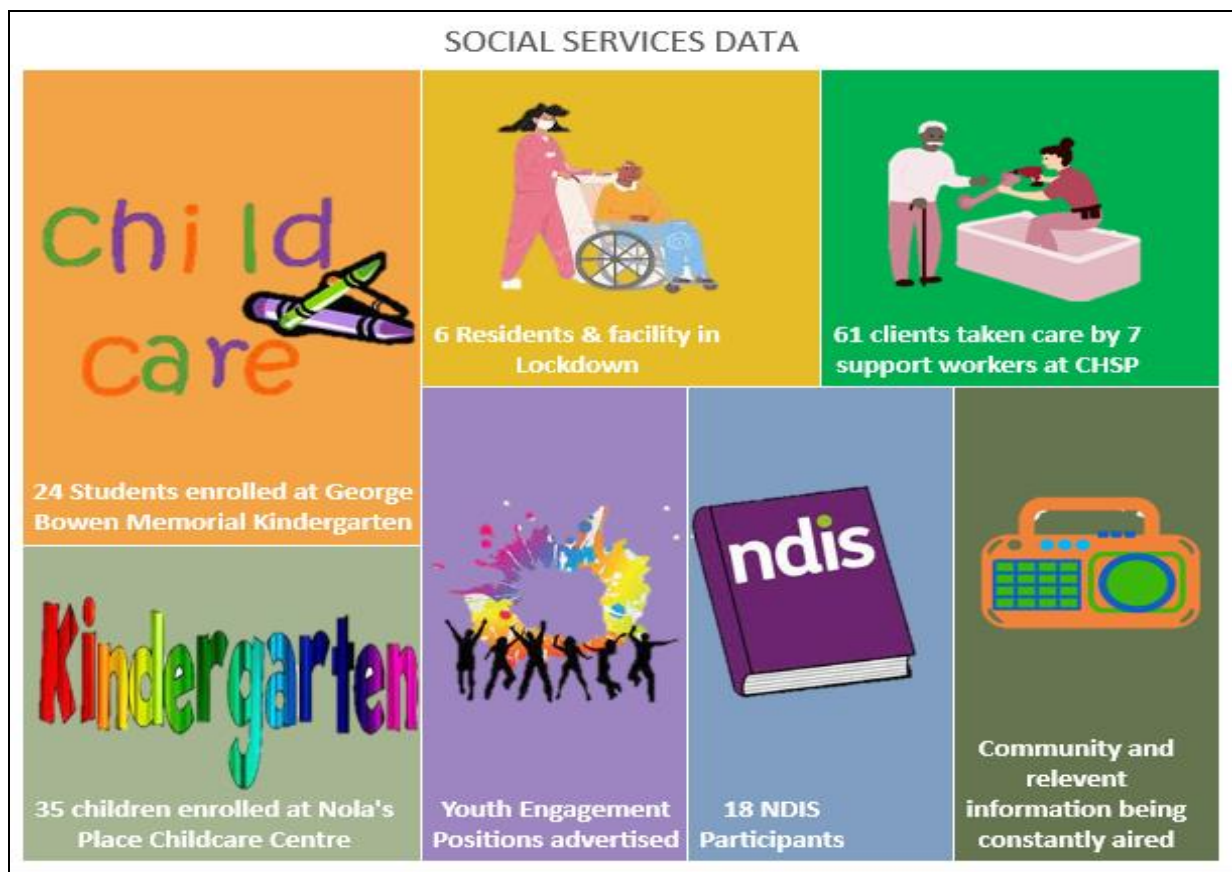 SOCIAL SERVICES DATA
child
care
24 Students enrolled at George
Bowen Memorial Kindergarten
6 Residents & facility in
Lockdown
61 clients taken care by 7
support workers at CHSP
Kindergarten
35 children enrolled at Nola's
Place Childcare Centre
Youth Engagement
Positions advertised
ndis
18 NDIS
Participants
Community and
relevent
information being
constantly aired